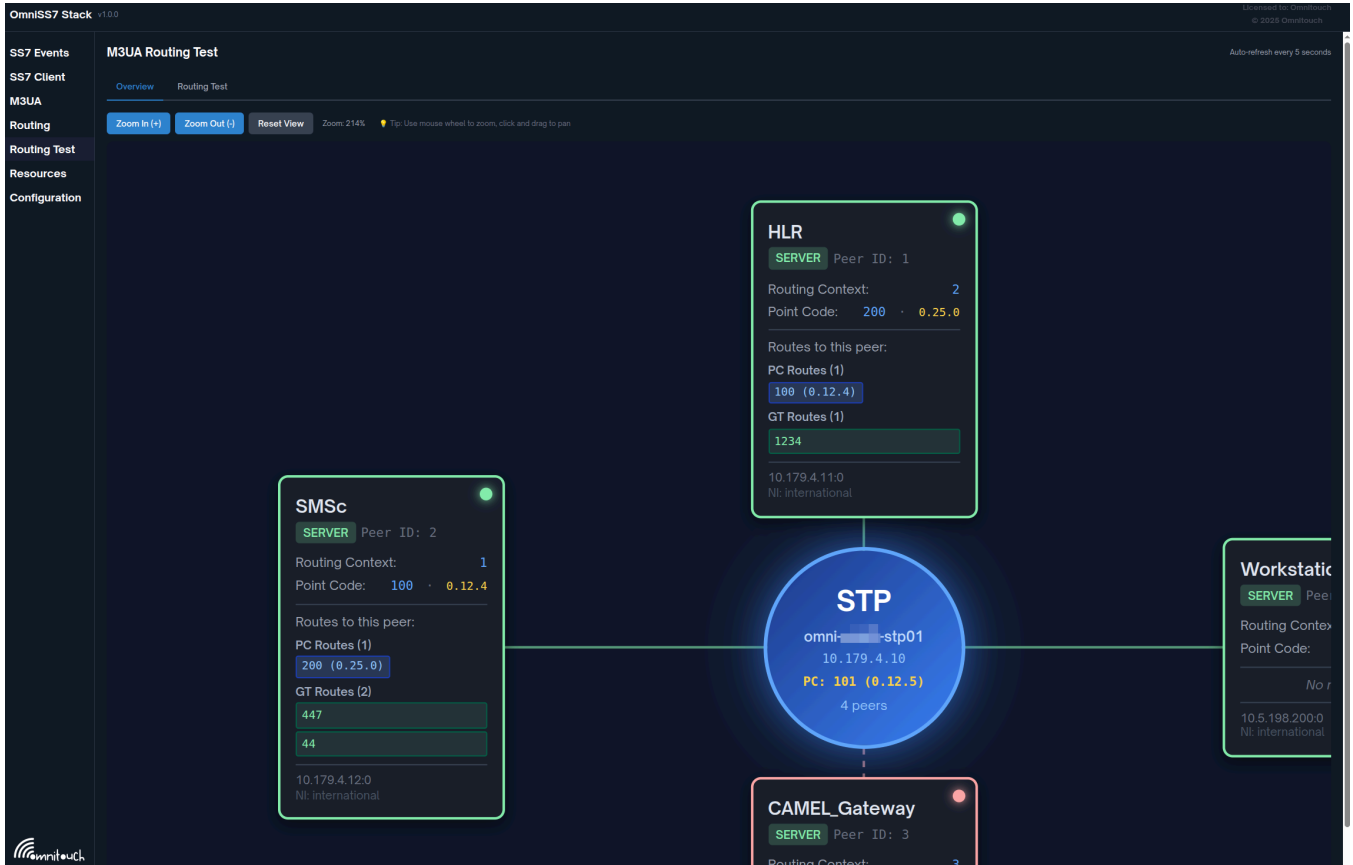 OmniSS7 Stack v1.0.0
Licensed to: Omnitouch
© 2025 Omnitouch
SS7 Events
SS7 Client
M3UA
Routing
Routing Test
Resources
Configuration
M3UA Routing Test
Auto-refresh every 5 seconds
Overview Routing Test
Zoom In (+) Zoom Out (-) Reset View Zoom: 214% Tip: Use mouse wheel to zoom, click and drag to pan
HLR
SERVER Peer ID: 1
Routing Context: 2
Point Code: 200 · 0.25.0
Routes to this peer:
PC Routes (1)
100 (0.12.4)
GT Routes (1)
1234
10.179.4.11:0
NI: international
SMSc
SERVER Peer ID: 2
Routing Context: 1
Point Code: 100 · 0.12.4
Routes to this peer:
PC Routes (1)
200 (0.25.0)
GT Routes (2)
447
44
10.179.4.12:0
NI: international
STP
omni- -stp01
10.179.4.10
PC: 101 (0.12.5)
4 peers
Workstatio
SERVER Pee
Routing Contex
Point Code:
No r
10.5.198.200:0
NI: international
CAMEL_Gateway
SERVER Peer ID: 3
Routing Context: 3
Omnitouch